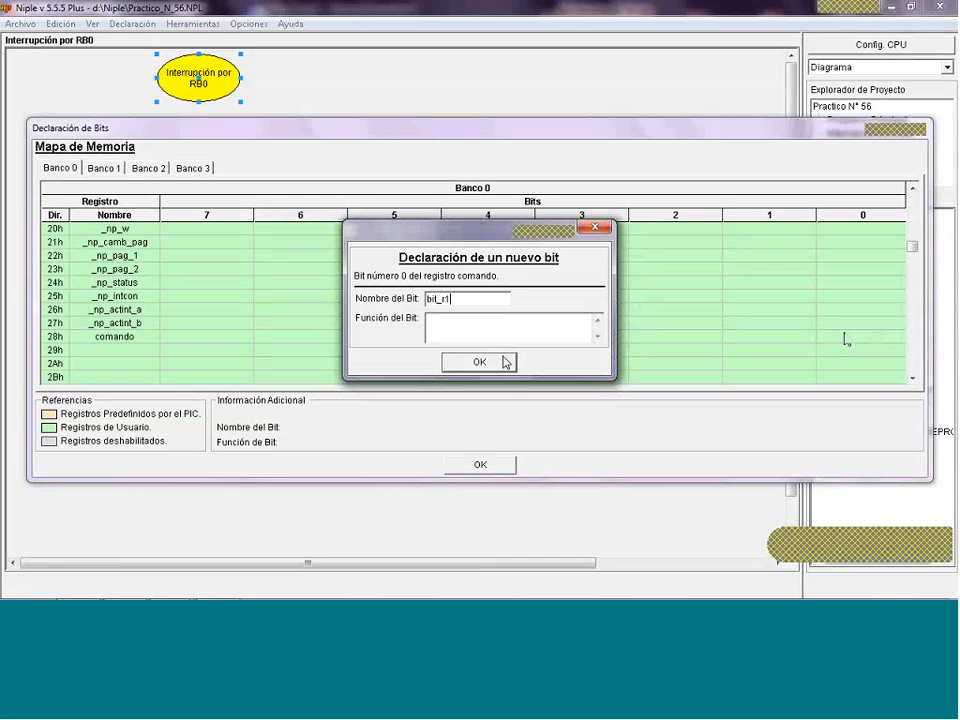 Niple v 5.5.5 Plus - d:\Niple\Practico_N_56.NPL
Archivo Edición Ver Declaración Herramientas Opciones Ayuda
Interrupción por RB0
Config. CPU
Interrupción por
RB0
Diagrama
Explorador de Proyecto
Practico N° 56
Declaración de Bits
Mapa de Memoria
Banco 0 Banco 1 Banco 2 Banco 3
Banco 0
Registro Bits
Dir. Nombre 7 6 5 4 3 2 1 0
20h _np_w
21h _np_camb_pag
22h _np_pag_1
23h _np_pag_2
24h _np_status
25h _np_intcon
26h _np_actint_a
27h _np_actint_b
28h comando
29h
2Ah
2Bh
Declaración de un nuevo bit
Bit número 0 del registro comando.
Nombre del Bit: bit_r1
Función del Bit:
OK
Referencias
Registros Predefinidos por el PIC.
Registros de Usuario.
Registros deshabilitados.
Información Adicional
Nombre del Bit:
Función de Bit:
OK
EPRO